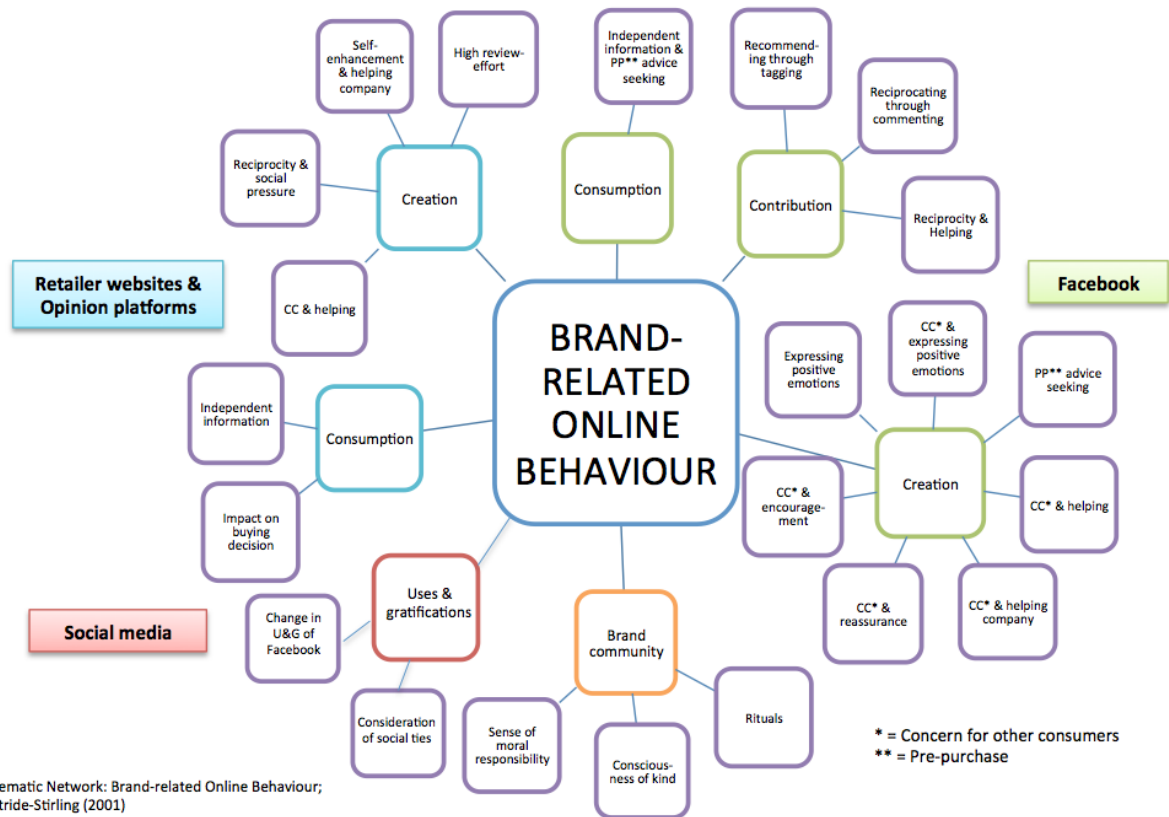 Self-
enhancement
& helping
company
High review-
effort
Independent
information &
PP** advice
seeking
Recommend-
ing through
tagging
Reciprocating
through
commenting
Reciprocity &
social
pressure
Creation
Consumption
Contribution
Reciprocity &
Helping
Retailer websites &
Opinion platforms
CC & helping
Facebook
BRAND-
RELATED
ONLINE
BEHAVIOUR
Expressing
positive
emotions
CC* &
expressing
positive
emotions
PP** advice
seeking
Independent
information
Consumption
Impact on
buying
decision
CC* &
encourage-
ment
Creation
CC* & helping
CC* &
reassurance
CC* &
helping
company
Social media
Uses &
gratifications
Change in
U&G of
Facebook
Consideration
of social ties
Brand
community
Sense of
moral
responsibility
Conscious-
ness of kind
Rituals
* = Concern for other consumers
** = Pre-purchase
ematic Network: Brand-related Online Behaviour;
tride-Stirling (2001)